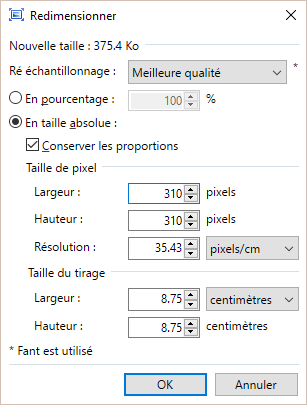 Redimensionner
Nouvelle taille : 375.4 Ko
Ré échantillonnage : Meilleure qualité *
En pourcentage : 100 %
En taille absolue :
Conserver les proportions
Taille de pixel
Largeur : 310 pixels
Hauteur : 310 pixels
Résolution : 35.43 pixels/cm
Taille du tirage
Largeur : 8.75 centimètres
Hauteur : 8.75 centimètres
* Fant est utilisé
OK Annuler